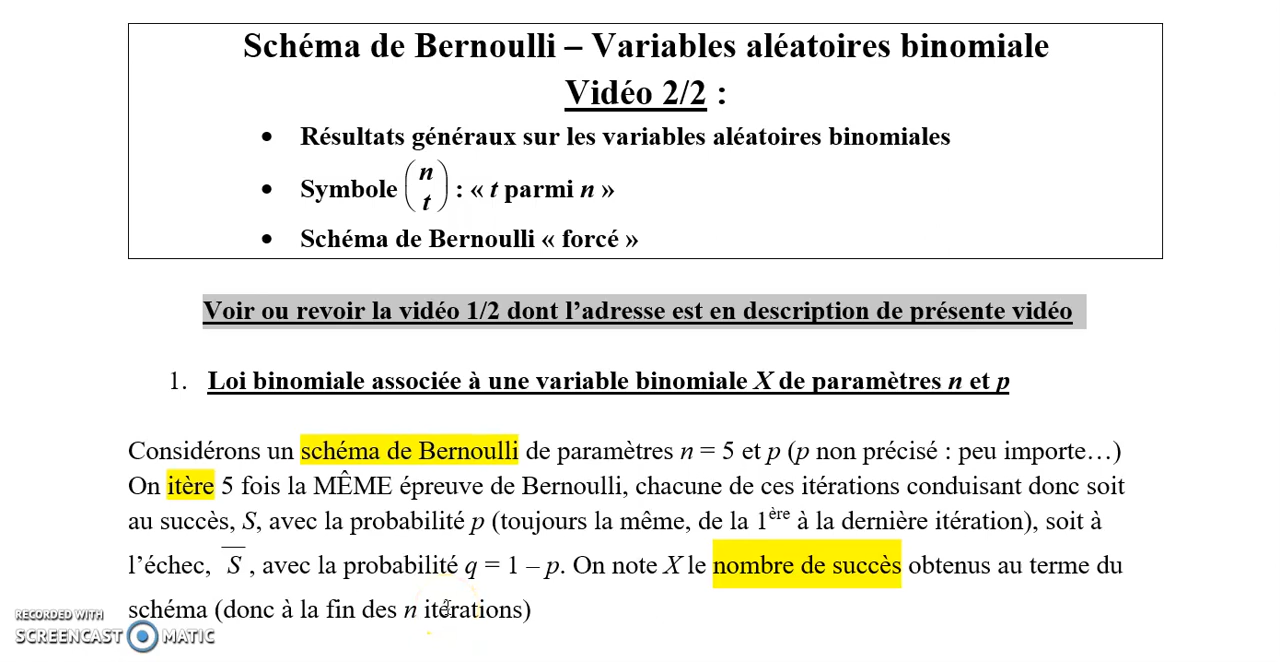 Schéma de Bernoulli – Variables aléatoires binomiale
Vidéo 2/2 :
• Résultats généraux sur les variables aléatoires binomiales
• Symbole (n t) : « t parmi n »
• Schéma de Bernoulli « forcé »
Voir ou revoir la vidéo 1/2 dont l’adresse est en description de présente vidéo
1. Loi binomiale associée à une variable binomiale X de paramètres n et p
Considérons un schéma de Bernoulli de paramètres n = 5 et p (p non précisé : peu importe…)
On itère 5 fois la MÊME épreuve de Bernoulli, chacune de ces itérations conduisant donc soit
au succès, S, avec la probabilité p (toujours la même, de la 1ère à la dernière itération), soit à
l’échec, S̅, avec la probabilité q = 1 – p. On note X le nombre de succès obtenus au terme du
schéma (donc à la fin des n itérations)
RECORDED WITH
SCREENCAST MATIC